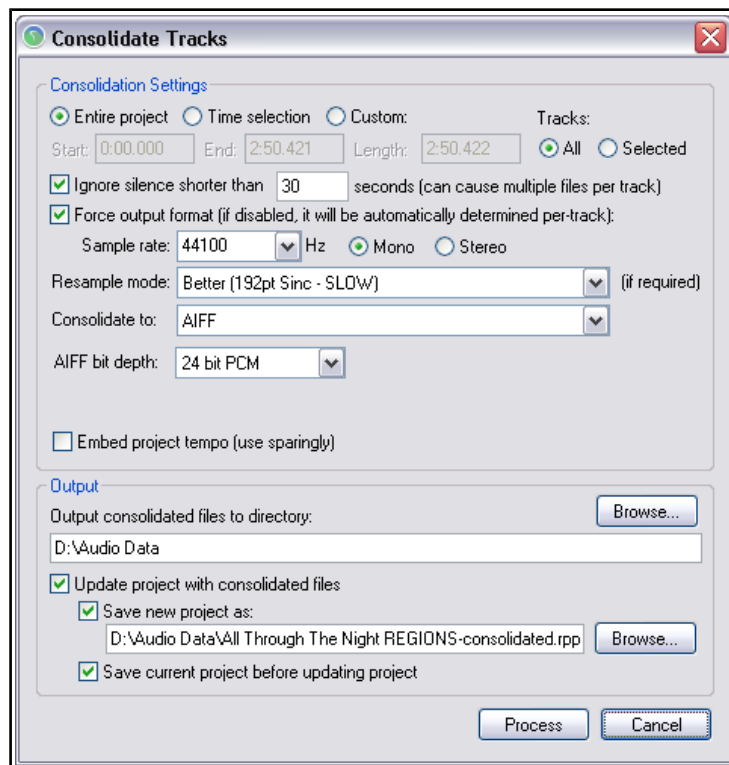 Consolidate Tracks
Consolidation Settings
Entire project Time selection Custom: Tracks:
Start: 0:00.000 End: 2:50.421 Length: 2:50.422 All Selected
Ignore silence shorter than 30 seconds (can cause multiple files per track)
Force output format (if disabled, it will be automatically determined per-track):
Sample rate: 44100 Hz Mono Stereo
Resample mode: Better (192pt Sinc - SLOW) (if required)
Consolidate to: AIFF
AIFF bit depth: 24 bit PCM
Embed project tempo (use sparingly)
Output
Output consolidated files to directory: Browse...
D:\Audio Data
Update project with consolidated files
Save new project as:
D:\Audio Data\All Through The Night REGIONS-consolidated.rpp Browse...
Save current project before updating project
Process Cancel